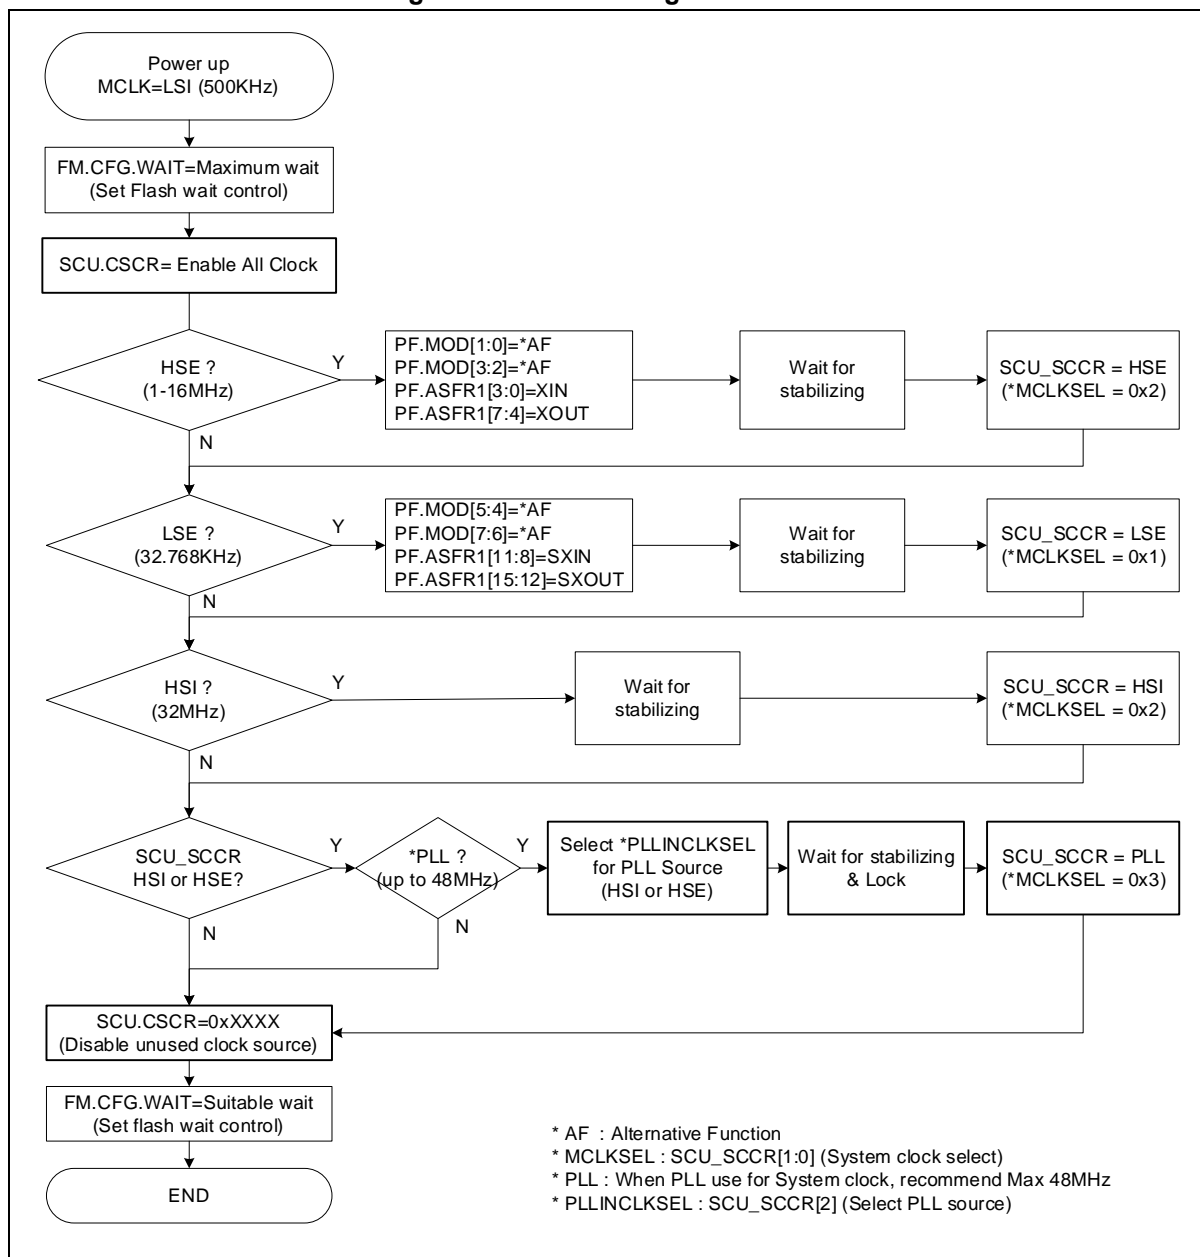 Power up
MCLK=LSI (500KHz)
FM.CFG.WAIT=Maximum wait
(Set Flash wait control)
SCU.CSCR= Enable All Clock
HSE ?
(1-16MHz)
Y
N
PF.MOD[1:0]=*AF
PF.MOD[3:2]=*AF
PF.ASFR1[3:0]=XIN
PF.ASFR1[7:4]=XOUT
Wait for
stabilizing
SCU_SCCR = HSE
(*MCLKSEL = 0x2)
LSE ?
(32.768KHz)
Y
N
PF.MOD[5:4]=*AF
PF.MOD[7:6]=*AF
PF.ASFR1[11:8]=SXIN
PF.ASFR1[15:12]=SXOUT
Wait for
stabilizing
SCU_SCCR = LSE
(*MCLKSEL = 0x1)
HSI ?
(32MHz)
Y
N
Wait for
stabilizing
SCU_SCCR = HSI
(*MCLKSEL = 0x2)
SCU_SCCR
HSI or HSE?
Y
N
*PLL ?
(up to 48MHz)
Y
N
Select *PLLINCLKSEL
for PLL Source
(HSI or HSE)
Wait for stabilizing
& Lock
SCU_SCCR = PLL
(*MCLKSEL = 0x3)
SCU.CSCR=0xXXXX
(Disable unused clock source)
FM.CFG.WAIT=Suitable wait
(Set flash wait control)
END
* AF : Alternative Function
* MCLKSEL : SCU_SCCR[1:0] (System clock select)
* PLL : When PLL use for System clock, recommend Max 48MHz
* PLLINCLKSEL : SCU_SCCR[2] (Select PLL source)